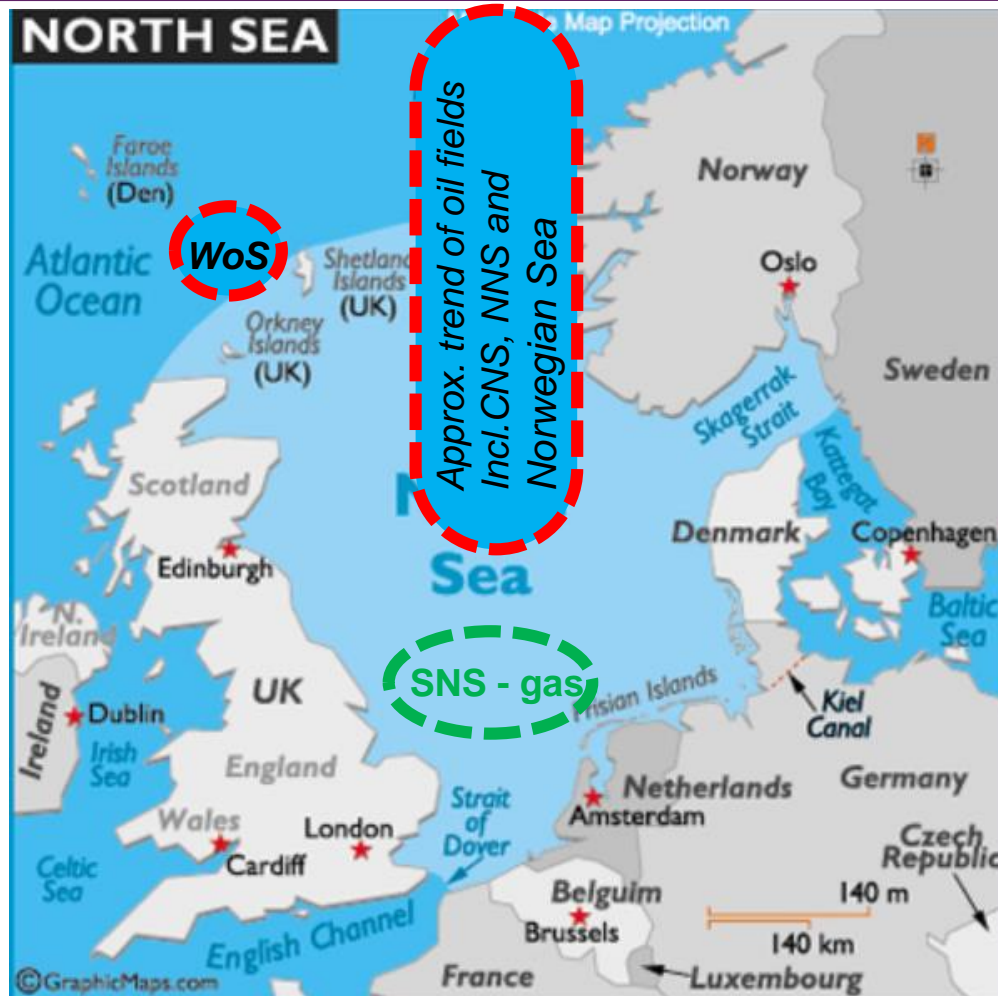 NORTH SEA
Map Projection
Faroe
Islands
(Den)
Norway
WoS
Approx. trend of oil fields
Incl.CNS, NNS and
Norwegian Sea
Atlantic
Ocean
Shetland
Islands
(UK)
Oslo
Orkney
Islands
(UK)
Sweden
Skagerrak
Strait
Kattegat
Bay
Scotland
Denmark
Copenhagen
Edinburgh
Sea
Baltic
Sea
N.
Ireland
SNS - gas
UK
Frisian Islands
Kiel
Canal
Ireland
Dublin
Irish
Sea
England
Netherlands
Germany
Strait
of
Dover
Amsterdam
Wales
London
Czech
Republic
Cardiff
Celtic
Sea
Belguim
140 m
Brussels
140 km
English Channel
France
Luxembourg
©GraphicMaps.com